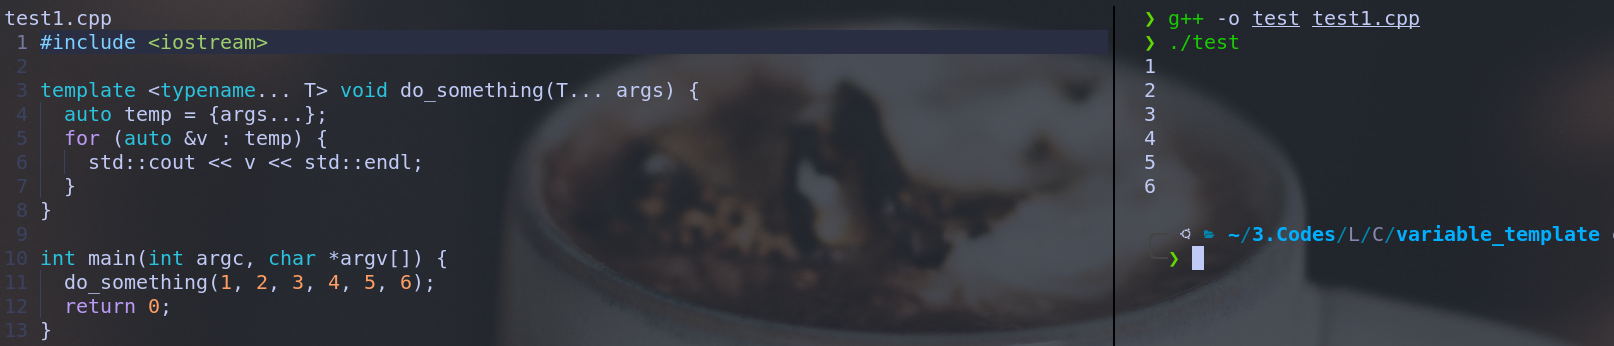 test1.cpp
1 #include <iostream>
2
3 template <typename... T> void do_something(T... args) {
4   auto temp = {args...};
5   for (auto &v : temp) {
6     std::cout << v << std::endl;
7   }
8 }
9
10 int main(int argc, char *argv[]) {
11   do_something(1, 2, 3, 4, 5, 6);
12   return 0;
13 }
❯ g++ -o test test1.cpp
❯ ./test
1
2
3
4
5
6
~/3.Codes/L/C/variable_template
❯